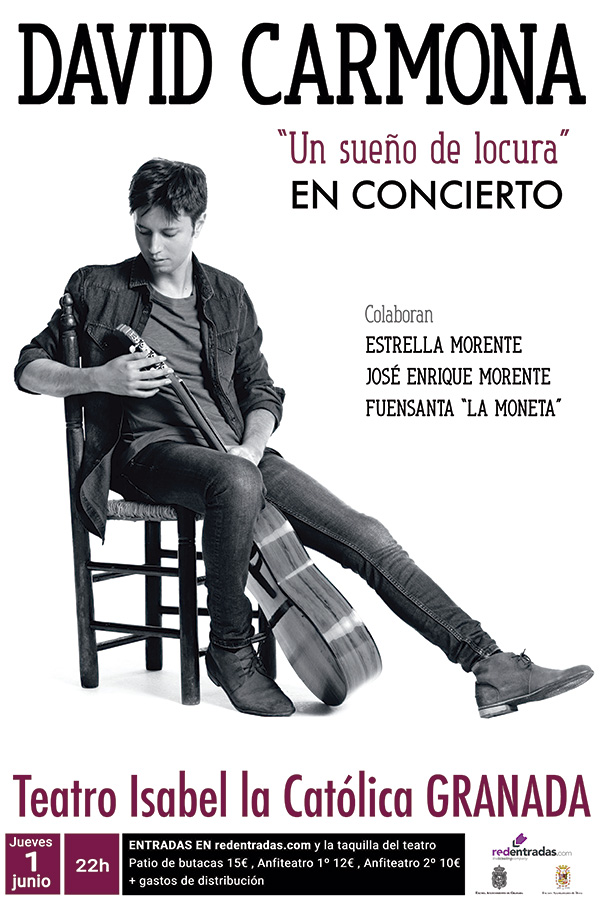 DAVID CARMONA
“Un sueño de locura”
EN CONCIERTO
Colaboran
ESTRELLA MORENTE
JOSÉ ENRIQUE MORENTE
FUENSANTA “LA MONETA”
Teatro Isabel la Católica GRANADA
Jueves
1
junio
22h
ENTRADAS EN redentradas.com y la taquilla del teatro
Patio de butacas 15€ , Anfiteatro 1º 12€ , Anfiteatro 2º 10€
+ gastos de distribución
redentradas.com